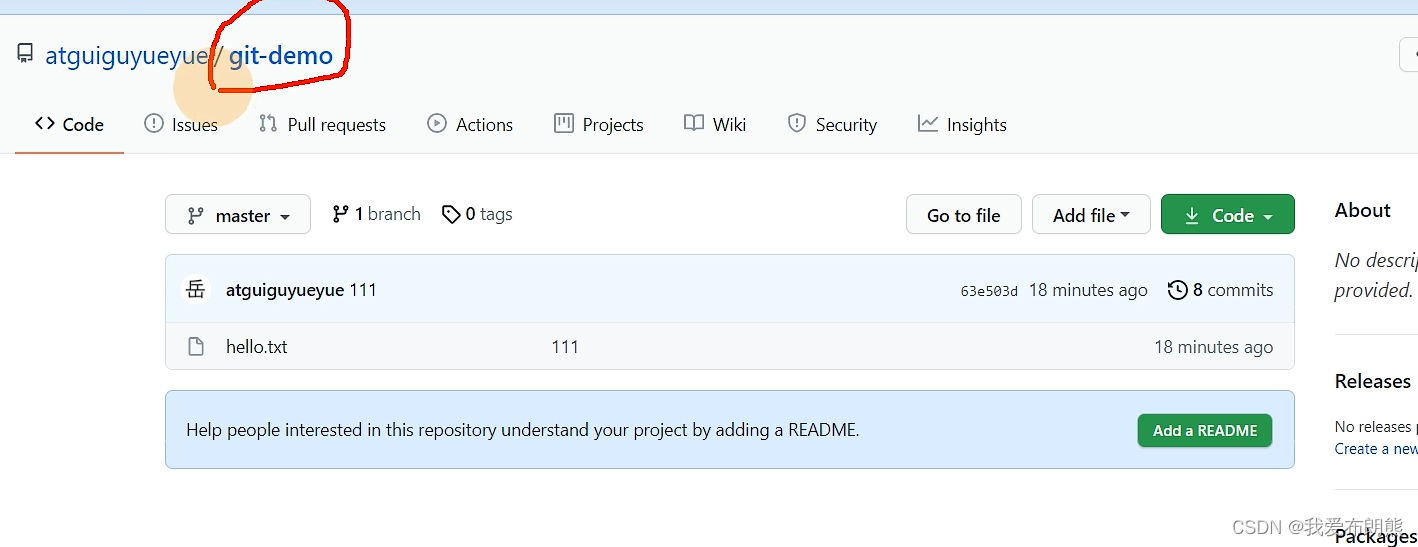 atguiguyueyue / git-demo
Code Issues Pull requests Actions Projects Wiki Security Insights
master 1 branch 0 tags Go to file Add file Code
About
No descrip
provided.
岳 atguiguyueyue 111 63e503d 18 minutes ago 8 commits
hello.txt 111 18 minutes ago
Releases
Help people interested in this repository understand your project by adding a README. Add a README
No releases p
Create a new
Packages
CSDN @我爱布朗熊